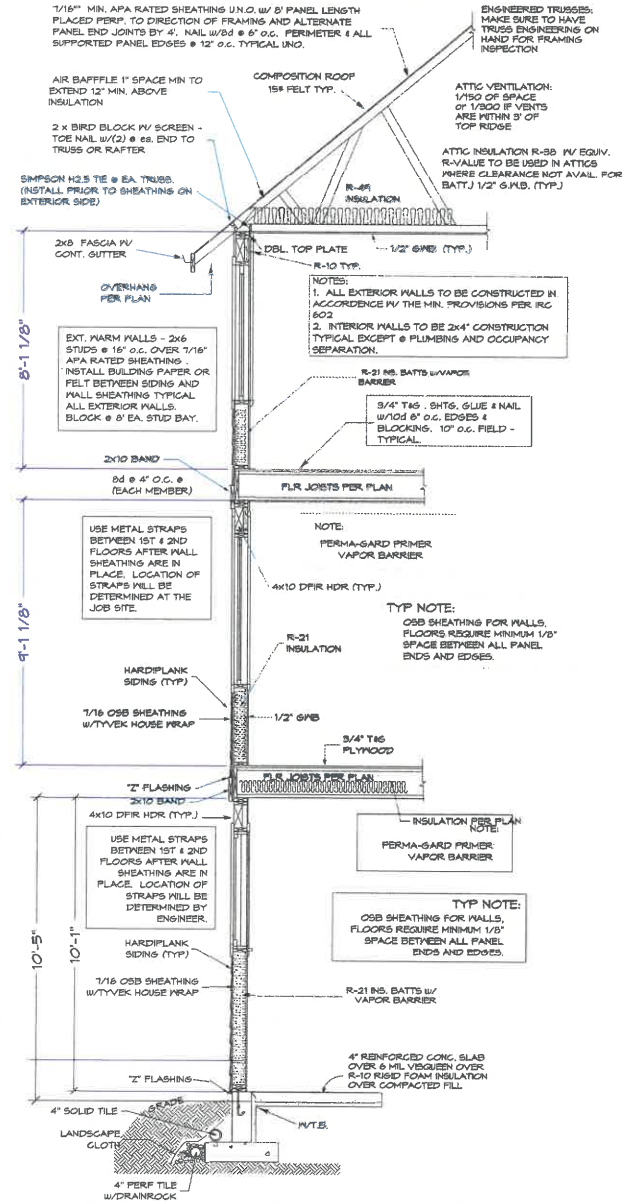 7/16"" MIN. APA RATED SHEATHING U.N.O. W/ 8' PANEL LENGTH
PLACED PERP. TO DIRECTION OF FRAMING AND ALTERNATE
PANEL END JOINTS BY 4'. NAIL W/8d @ 6" O.C. PERIMETER & ALL
SUPPORTED PANEL EDGES @ 12" O.C. TYPICAL UNO.
ENGINEERED TRUSSES:
MAKE SURE TO HAVE
TRUSS ENGINEERING ON
HAND FOR FRAMING
INSPECTION
AIR BAFFFLE 1" SPACE MIN TO
EXTEND 12" MIN. ABOVE
INSULATION
COMPOSITION ROOF
15# FELT TYP.
ATTIC VENTILATION:
1/150 OF SPACE
or 1/300 IF VENTS
ARE WITHIN 3' OF
TOP RIDGE
2 x BIRD BLOCK W/ SCREEN -
TOE NAIL W/(2) @ ea. END TO
TRUSS OR RAFTER
ATTIC INSULATION R-38 W/ EQUIV.
R-VALUE TO BE USED IN ATTICS
WHERE CLEARANCE NOT AVAIL. FOR
BATT.) 1/2" G.W.B. (TYP.)
SIMPSON H2.5 TIE @ EA. TRUSS.
(INSTALL PRIOR TO SHEATHING ON
EXTERIOR SIDE)
R-49
INSULATION
2X8 FASCIA W/
CONT. GUTTER
DBL. TOP PLATE
1/2" GWB (TYP.)
R-10 TYP.
OVERHANG
PER PLAN
NOTES:
1. ALL EXTERIOR WALLS TO BE CONSTRUCTED IN
ACCORDENCE W/ THE MIN. PROVISIONS PER IRC
602
2. INTERIOR WALLS TO BE 2x4" CONSTRUCTION
TYPICAL EXCEPT @ PLUMBING AND OCCUPANCY
SEPARATION.
8'-1 1/8"
EXT. WARM WALLS - 2x6
STUDS @ 16" O.C. OVER 7/16"
APA RATED SHEATHING .
INSTALL BUILDING PAPER OR
FELT BETWEEN SIDING AND
WALL SHEATHING TYPICAL
ALL EXTERIOR WALLS.
BLOCK @ 8' EA. STUD BAY.
R-21 INS. BATTS W/VAPOR
BARRIER
3/4" T&G . SHTG. GLUE & NAIL
W/10d 6" O.C. EDGES &
BLOCKING. 10" O.C. FIELD -
TYPICAL.
2X10 BAND
8d @ 4" O.C. @
(EACH MEMBER)
FLR JOISTS PER PLAN
NOTE:
PERMA-GARD PRIMER
VAPOR BARRIER
USE METAL STRAPS
BETWEEN 1ST & 2ND
FLOORS AFTER WALL
SHEATHING ARE IN
PLACE. LOCATION OF
STRAPS WILL BE
DETERMINED AT THE
JOB SITE.
4x10 DFIR HDR (TYP.)
TYP NOTE:
OSB SHEATHING FOR WALLS,
FLOORS REQUIRE MINIMUM 1/8"
SPACE BETWEEN ALL PANEL
ENDS AND EDGES.
9'-1 1/8"
R-21
INSULATION
HARDIPLANK
SIDING (TYP)
7/16 OSB SHEATHING
W/TYVEK HOUSE WRAP
1/2" GWB
3/4" T&G
PLYWOOD
"Z" FLASHING
2X10 BAND
FLR JOISTS PER PLAN
4X10 DFIR HDR (TYP.)
INSULATION PER PLAN
NOTE:
PERMA-GARD PRIMER
VAPOR BARRIER
USE METAL STRAPS
BETWEEN 1ST & 2ND
FLOORS AFTER WALL
SHEATHING ARE IN
PLACE. LOCATION OF
STRAPS WILL BE
DETERMINED BY
ENGINEER.
TYP NOTE:
OSB SHEATHING FOR WALLS,
FLOORS REQUIRE MINIMUM 1/8"
SPACE BETWEEN ALL PANEL
ENDS AND EDGES.
10'-5"
10'-1"
HARDIPLANK
SIDING (TYP)
7/16 OSB SHEATHING
W/TYVEK HOUSE WRAP
R-21 INS. BATTS W/
VAPOR BARRIER
"Z" FLASHING
4" REINFORCED CONC. SLAB
OVER 6 MIL VISQUEEN OVER
R-10 RIGID FOAM INSULATION
OVER COMPACTED FILL
GRADE
4" SOLID TILE
W/T.B.
LANDSCAPE
CLOTH
4" PERF TILE
W/DRAINROCK